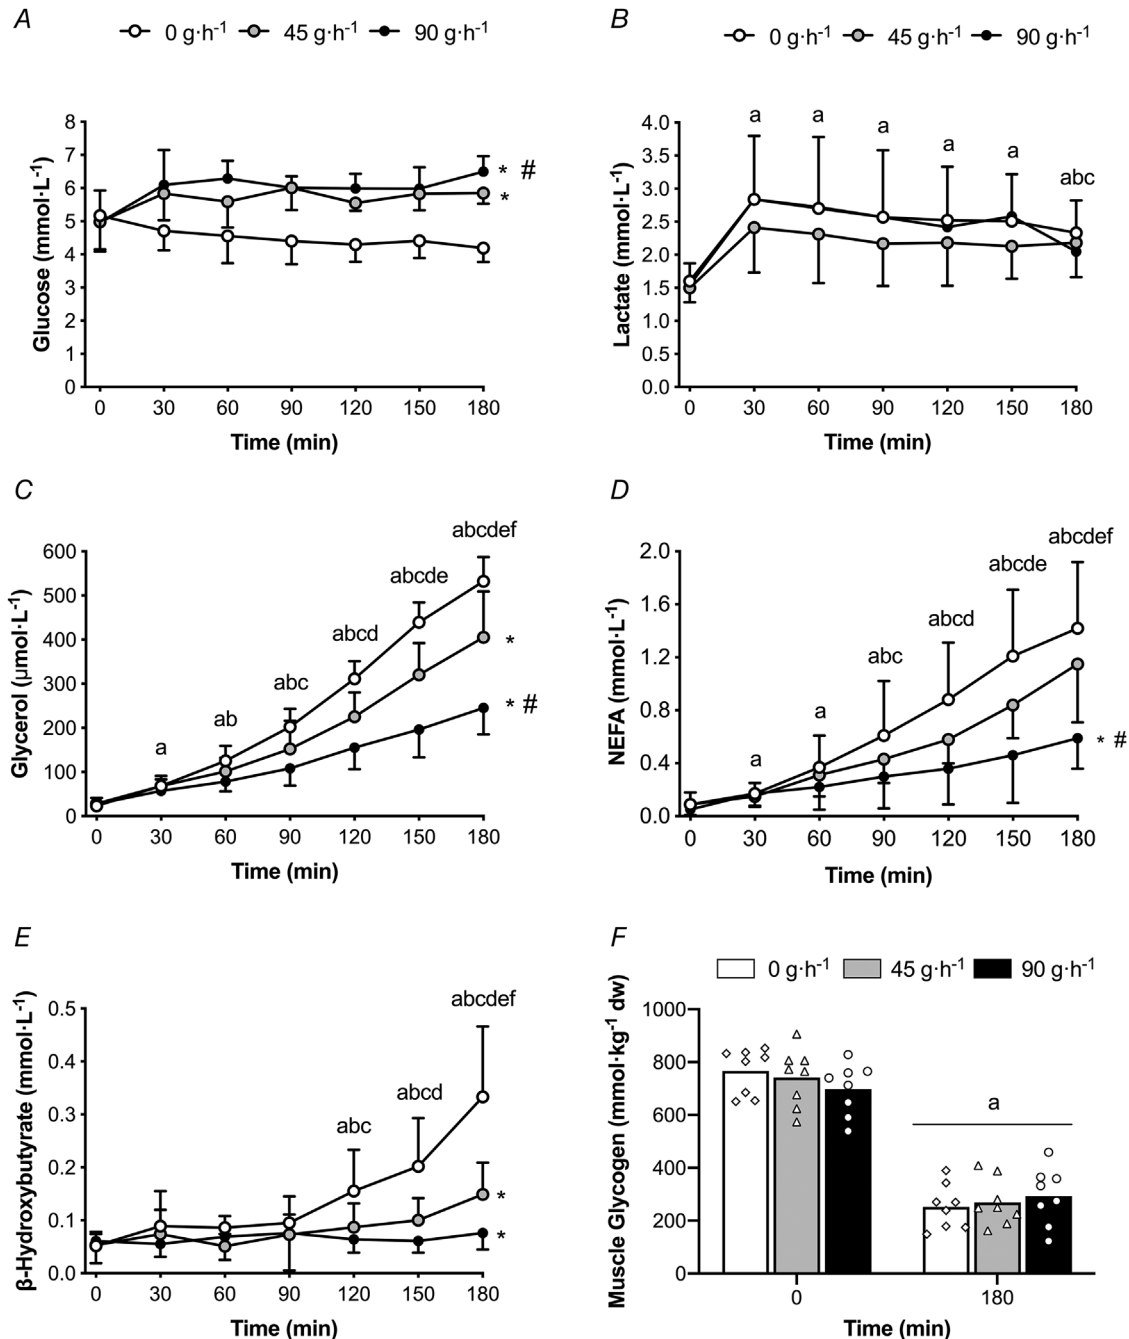 A
0 g·h⁻¹ 45 g·h⁻¹ 90 g·h⁻¹
Glucose (mmol·L⁻¹)
8
7
6
5
4
3
2
1
0
* #
*
0 30 60 90 120 150 180
Time (min)
B
0 g·h⁻¹ 45 g·h⁻¹ 90 g·h⁻¹
Lactate (mmol·L⁻¹)
4.0
3.5
3.0
2.5
2.0
1.5
1.0
0.5
0.0
a a a a a abc
0 30 60 90 120 150 180
Time (min)
C
Glycerol (μmol·L⁻¹)
600
500
400
300
200
100
0
a ab abc abcd abcde abcdef
*
* #
0 30 60 90 120 150 180
Time (min)
D
NEFA (mmol·L⁻¹)
2.0
1.6
1.2
0.8
0.4
0.0
a a abc abcd abcde abcdef
* #
0 30 60 90 120 150 180
Time (min)
E
β-Hydroxybutyrate (mmol·L⁻¹)
0.5
0.4
0.3
0.2
0.1
0.0
abc abcd abcdef
*
*
0 30 60 90 120 150 180
Time (min)
F
0 g·h⁻¹ 45 g·h⁻¹ 90 g·h⁻¹
Muscle Glycogen (mmol·kg⁻¹ dw)
1000
800
600
400
200
0
a
0 180
Time (min)